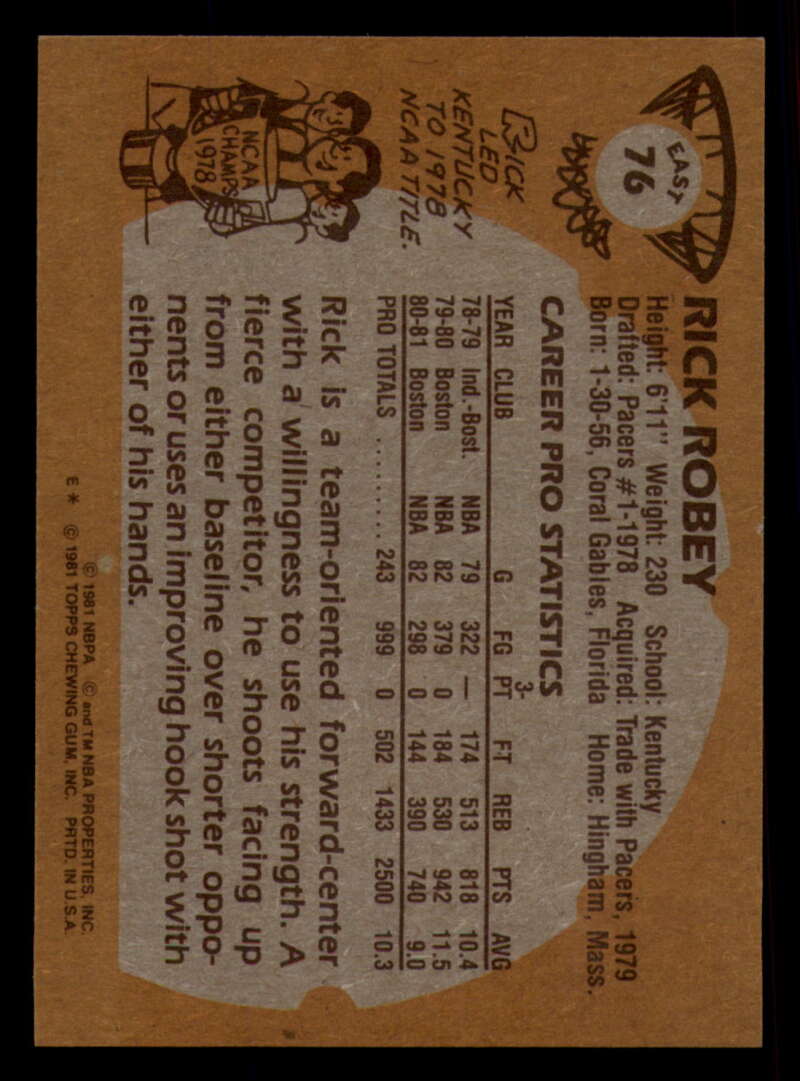 EAST
76
RICK ROBEY
Height: 6'11" Weight: 230 School: Kentucky
Drafted: Pacers #1-1978 Acquired: Trade with Pacers, 1979
Born: 1-30-56, Coral Gables, Florida Home: Hingham, Mass.
CAREER PRO STATISTICS
YEAR CLUB G FG 3-PT FT REB PTS AVG
78-79 Ind.-Bost. NBA 79 322 — 174 513 818 10.4
79-80 Boston NBA 82 379 0 184 530 942 11.5
80-81 Boston NBA 82 298 0 144 390 740 9.0
PRO TOTALS .......... 243 999 0 502 1433 2500 10.3
RICK
LED
KENTUCKY
TO 1978
NCAA TITLE.
NCAA
CHAMPS
1978
Rick is a team-oriented forward-center
with a willingness to use his strength. A
fierce competitor, he shoots facing up
from either baseline over shorter oppo-
nents or uses an improving hook shot with
either of his hands.
© 1981 NBPA © and TM NBA PROPERTIES, INC.
E * © 1981 TOPPS CHEWING GUM, INC. PRTD. IN U.S.A.